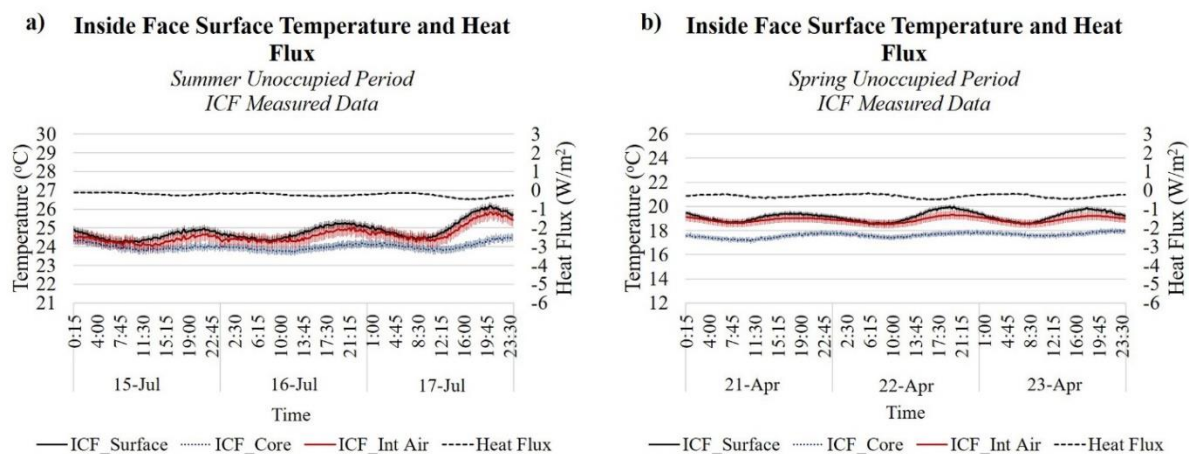 a) Inside Face Surface Temperature and Heat
Flux
Summer Unoccupied Period
ICF Measured Data
Temperature (°C)
30
29
28
27
26
25
24
23
22
21
3
2
1
0
-1
-2
-3
-4
-5
-6
Heat Flux (W/m²)
0:15 4:00 7:45 11:30 15:15 19:00 22:45 2:30 6:15 10:00 13:45 17:30 21:15 1:00 4:45 8:30 12:15 16:00 19:45 23:30
15-Jul 16-Jul 17-Jul
Time
ICF_Surface ICF_Core ICF_Int Air Heat Flux
b) Inside Face Surface Temperature and Heat
Flux
Spring Unoccupied Period
ICF Measured Data
Temperature (°C)
26
24
22
20
18
16
14
12
3
2
1
0
-1
-2
-3
-4
-5
-6
Heat Flux (W/m²)
0:15 4:00 7:45 11:30 15:15 19:00 22:45 2:30 6:15 10:00 13:45 17:30 21:15 1:00 4:45 8:30 12:15 16:00 19:45 23:30
21-Apr 22-Apr 23-Apr
Time
ICF_Surface ICF_Core ICF_Int Air Heat Flux